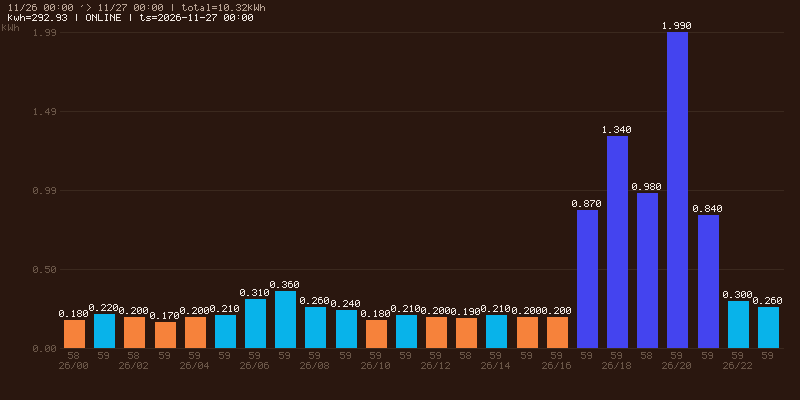 11/26 00:00 -> 11/27 00:00 | total=10.32KWh
Kwh=292.93 | ONLINE | ts=2026-11-27 00:00
KWh
1.99
1.49
0.99
0.50
0.00
0.180 0.220 0.200 0.170 0.200 0.210 0.310 0.360 0.260 0.240 0.180 0.210 0.200 0.190 0.210 0.200 0.200 0.870 1.340 0.980 1.990 0.840 0.300 0.260
58 59 58 59 59 59 59 59 59 59 59 59 59 58 59 59 59 59 59 58 59 59 59 59
26/00 26/02 26/04 26/06 26/08 26/10 26/12 26/14 26/16 26/18 26/20 26/22